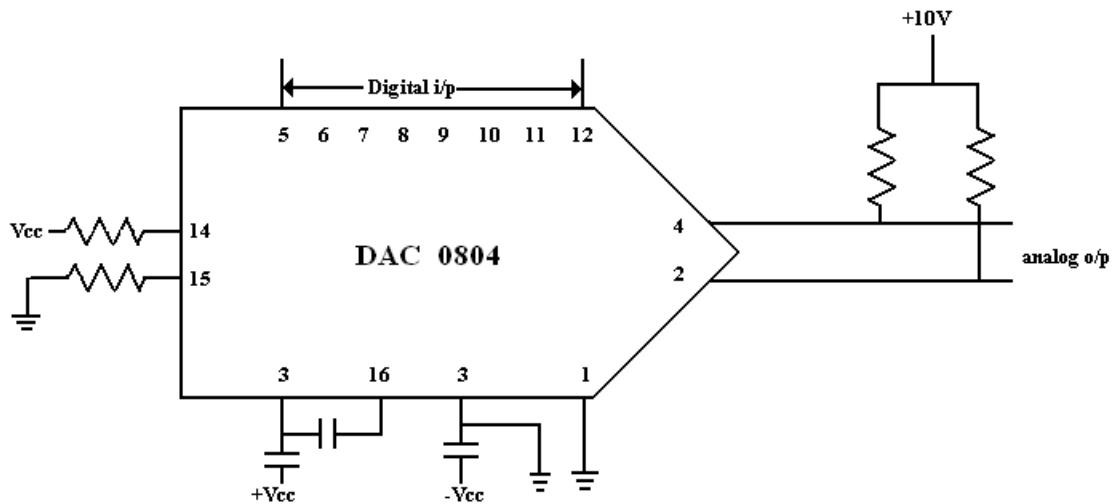 +10V
Digital i/p
5 6 7 8 9 10 11 12
Vcc 14 4
DAC 0804
15 2 analog o/p
3 16 3 1
+Vcc -Vcc